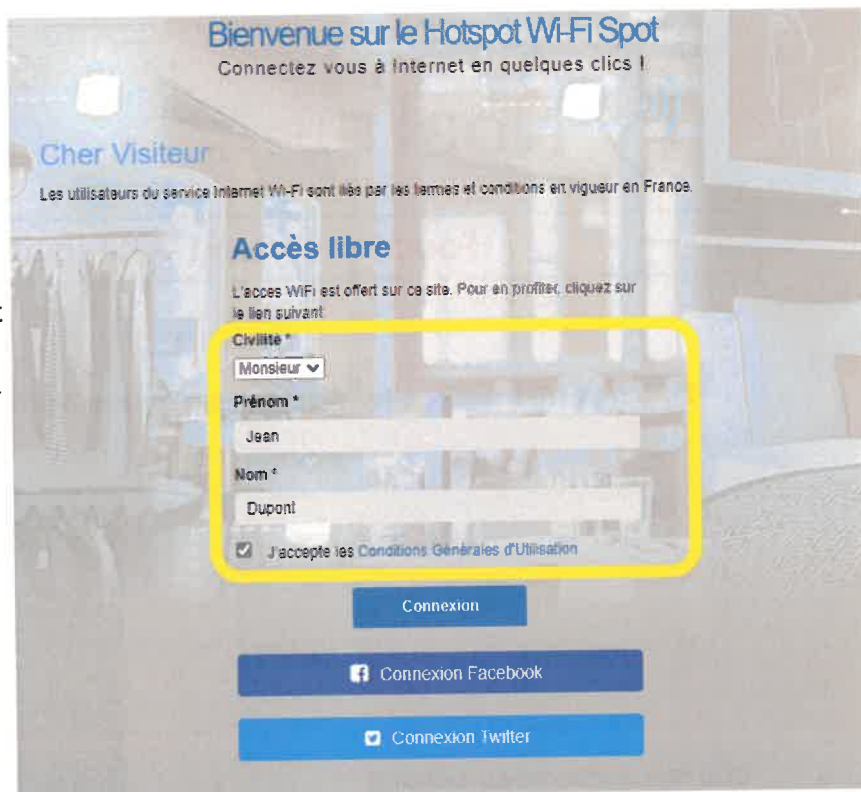 Bienvenue sur le Hotspot Wi-Fi Spot
Connectez vous à Internet en quelques clics !
Cher Visiteur
Les utilisateurs du service Internet Wi-Fi sont liés par les termes et conditions en vigueur en France.
Accès libre
L'acces WiFi est offert sur ce site. Pour en profiter, cliquez sur
le lien suivant:
Civilité *
Monsieur
Prénom *
Jean
Nom *
Dupont
J'accepte les Conditions Générales d'Utilisation
Connexion
Connexion Facebook
Connexion Twitter